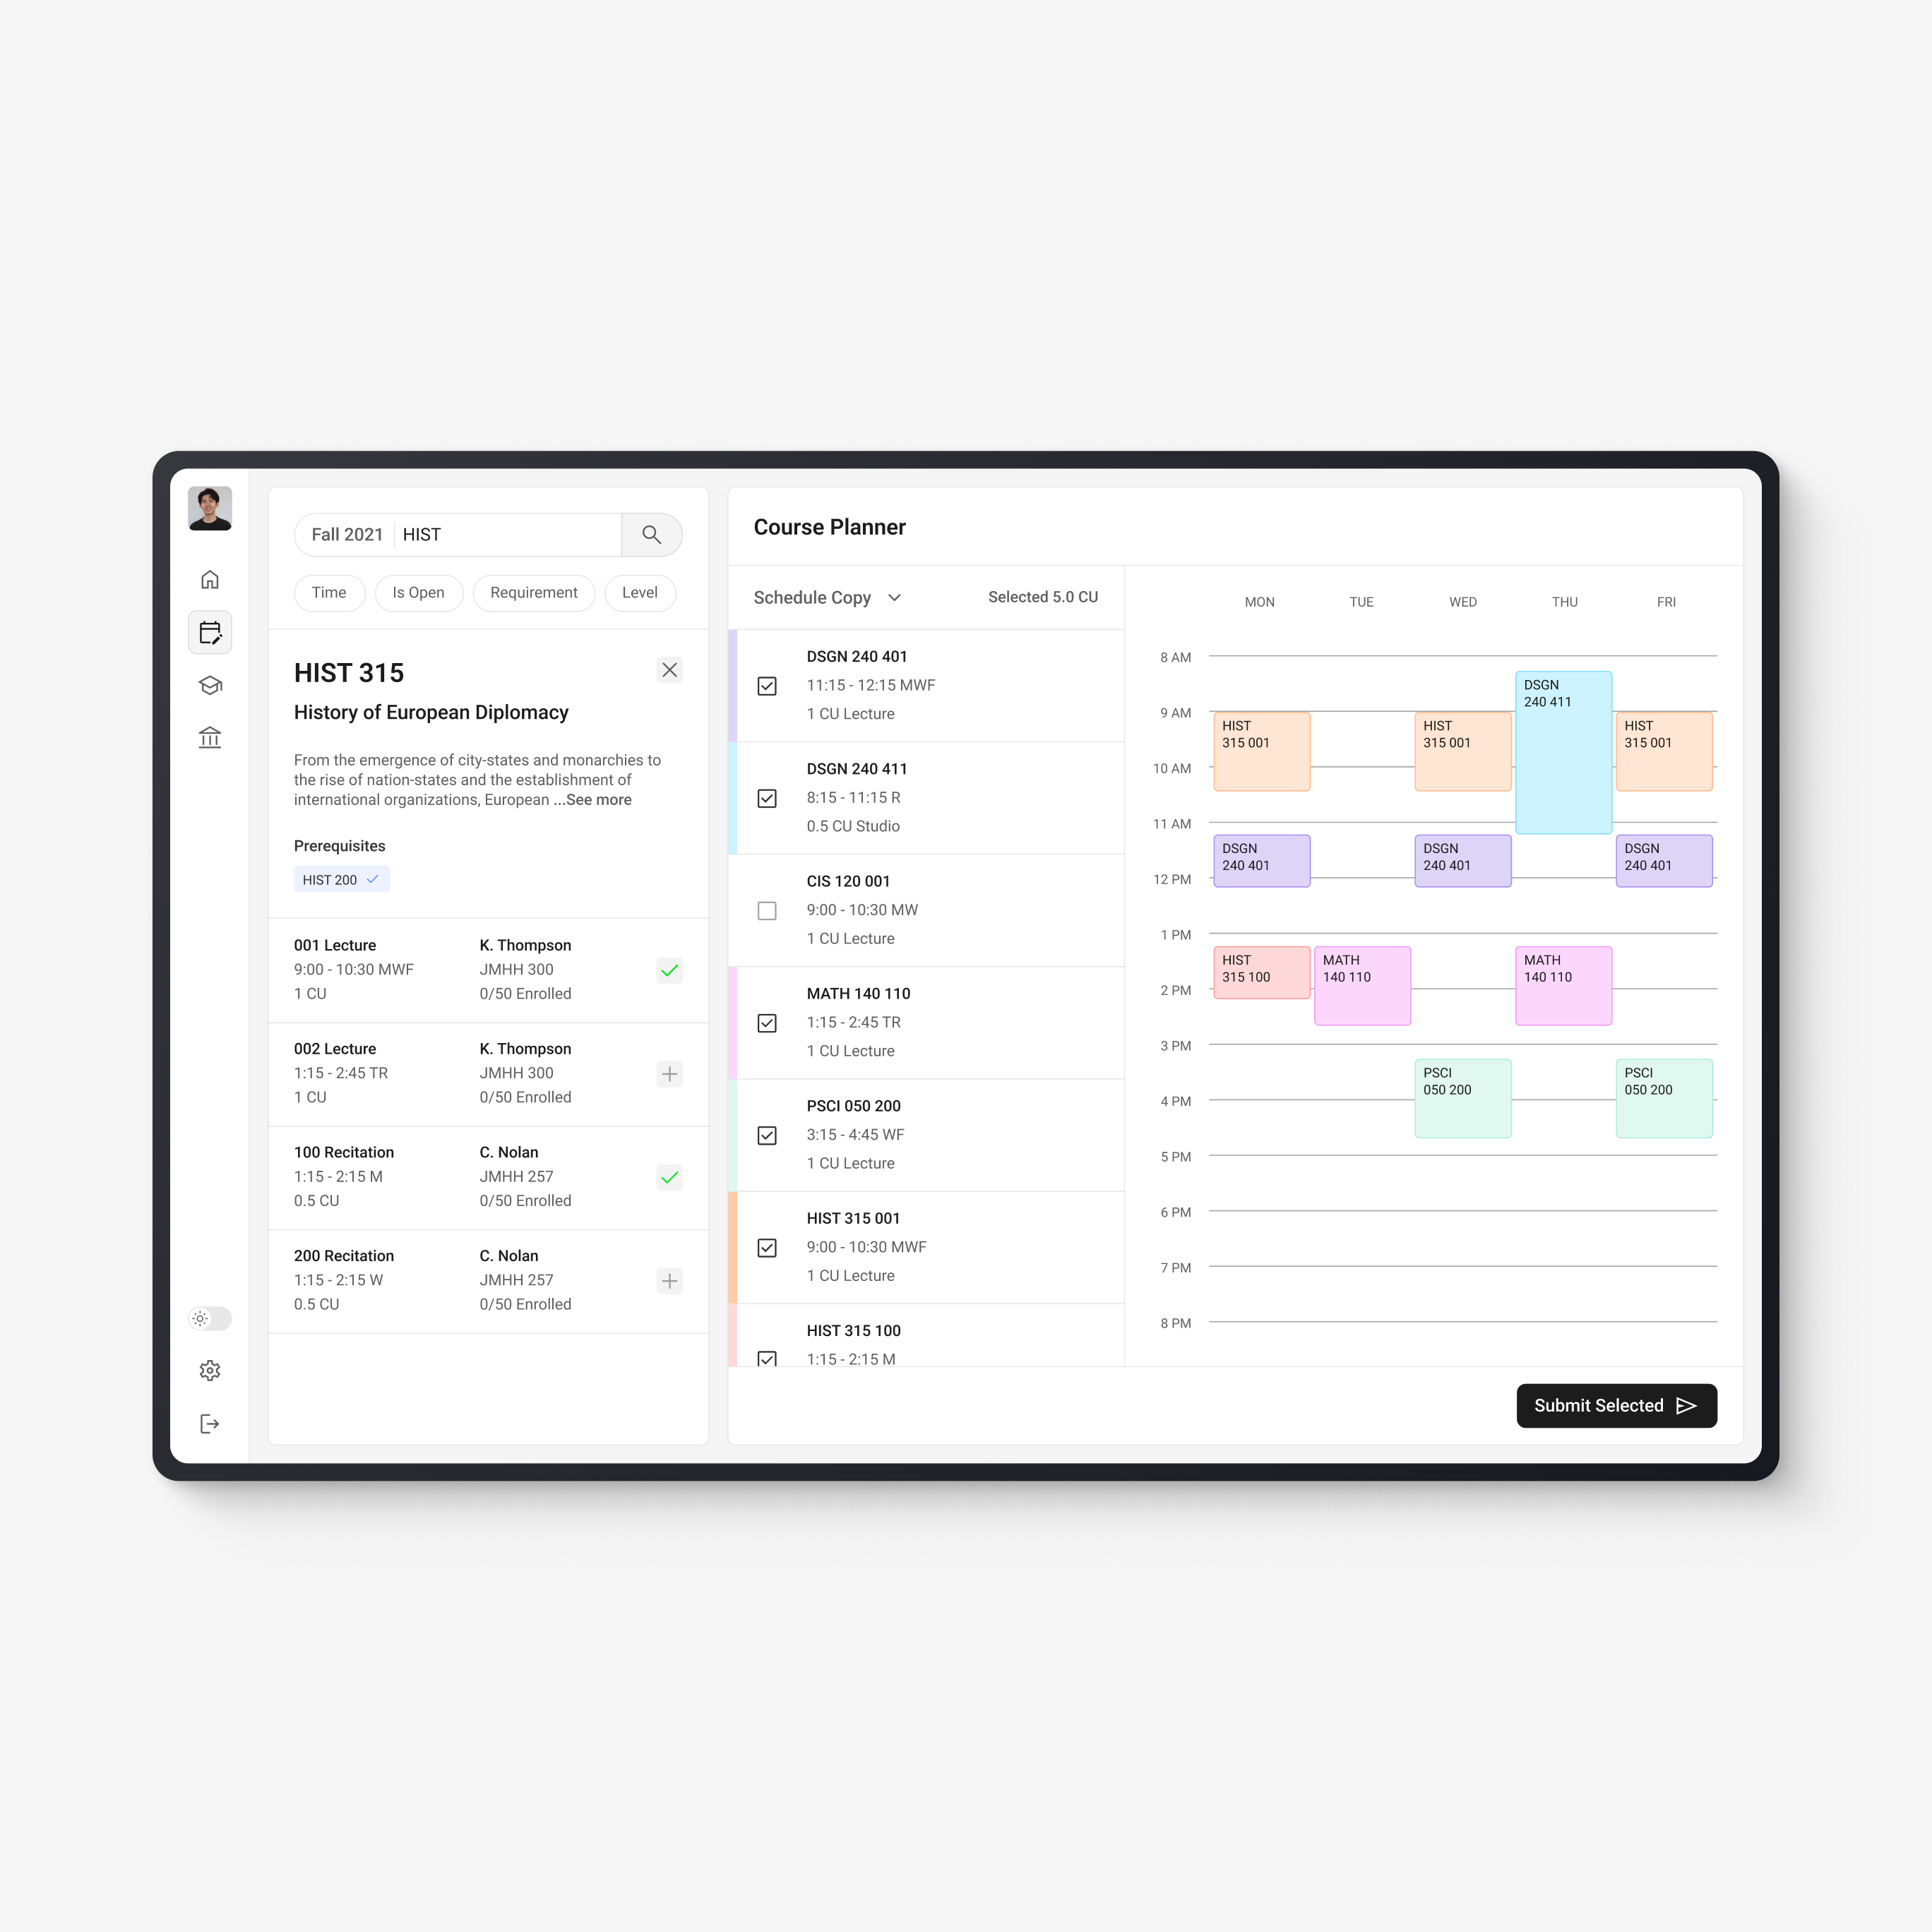 Fall 2021
HIST
Time
Is Open
Requirement
Level
HIST 315
History of European Diplomacy
From the emergence of city-states and monarchies to
the rise of nation-states and the establishment of
international organizations, European ...See more
Prerequisites
HIST 200
001 Lecture
9:00 - 10:30 MWF
1 CU
K. Thompson
JMHH 300
0/50 Enrolled
002 Lecture
1:15 - 2:45 TR
1 CU
K. Thompson
JMHH 300
0/50 Enrolled
100 Recitation
1:15 - 2:15 M
0.5 CU
C. Nolan
JMHH 257
0/50 Enrolled
200 Recitation
1:15 - 2:15 W
0.5 CU
C. Nolan
JMHH 257
0/50 Enrolled
Course Planner
Schedule Copy
Selected 5.0 CU
DSGN 240 401
11:15 - 12:15 MWF
1 CU Lecture
DSGN 240 411
8:15 - 11:15 R
0.5 CU Studio
CIS 120 001
9:00 - 10:30 MW
1 CU Lecture
MATH 140 110
1:15 - 2:45 TR
1 CU Lecture
PSCI 050 200
3:15 - 4:45 WF
1 CU Lecture
HIST 315 001
9:00 - 10:30 MWF
1 CU Lecture
HIST 315 100
1:15 - 2:15 M
MON
TUE
WED
THU
FRI
8 AM
DSGN
240 411
9 AM
HIST
315 001
HIST
315 001
HIST
315 001
10 AM
11 AM
DSGN
240 401
DSGN
240 401
DSGN
240 401
12 PM
1 PM
HIST
315 100
MATH
140 110
MATH
140 110
2 PM
3 PM
PSCI
050 200
PSCI
050 200
4 PM
5 PM
6 PM
7 PM
8 PM
Submit Selected